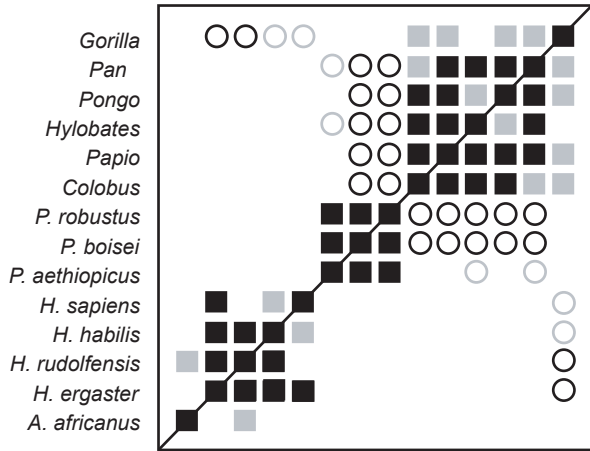 Gorilla
Pan
Pongo
Hylobates
Papio
Colobus
P. robustus
P. boisei
P. aethiopicus
H. sapiens
H. habilis
H. rudolfensis
H. ergaster
A. africanus